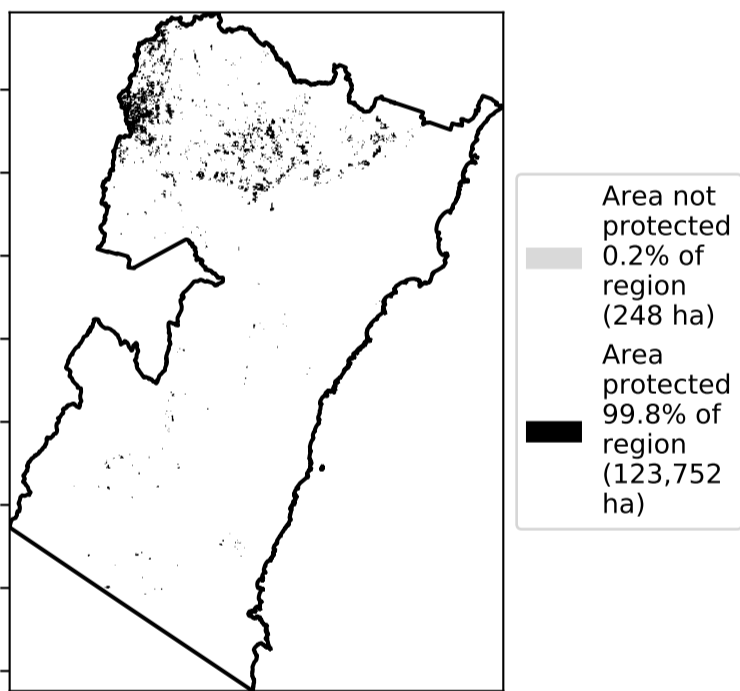 Area not
protected
0.2% of
region
(248 ha)
Area
protected
99.8% of
region
(123,752
ha)